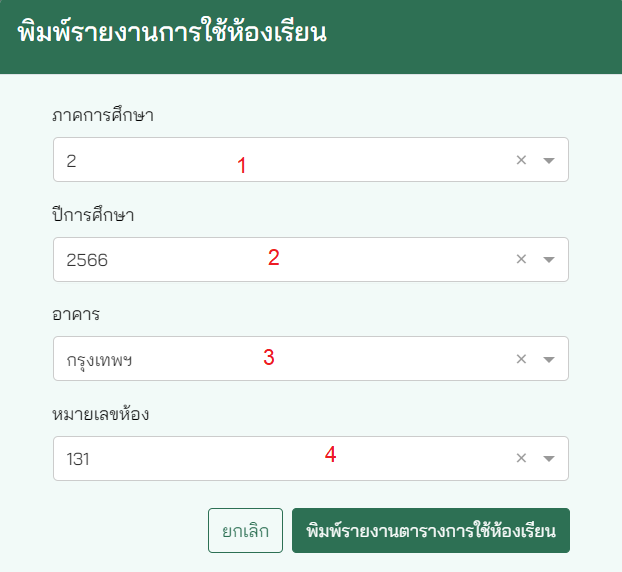 พิมพ์รายงานการใช้ห้องเรียน
ภาคการศึกษา
2 1
ปีการศึกษา
2566 2
อาคาร
กรุงเทพฯ 3
หมายเลขห้อง
131 4
ยกเลิก พิมพ์รายงานตารางการใช้ห้องเรียน